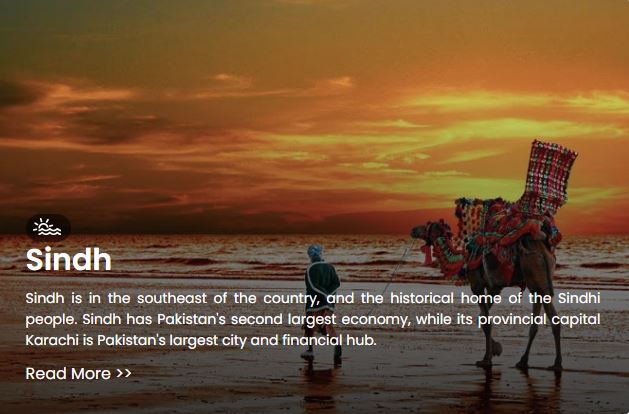 Sindh
Sindh is in the southeast of the country, and the historical home of the Sindhi
people. Sindh has Pakistan's second largest economy, while its provincial capital
Karachi is Pakistan's largest city and financial hub.
Read More >>